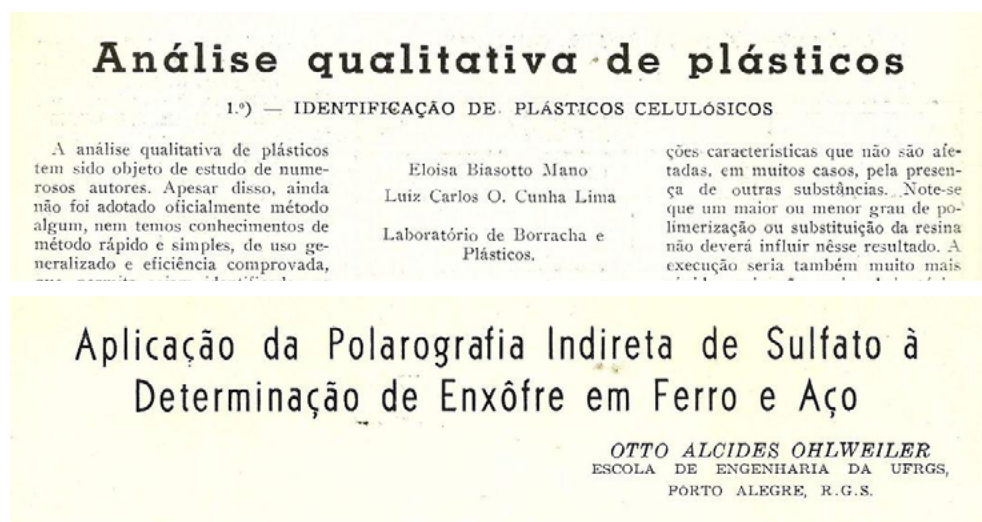 Análise qualitativa de plásticos
1.º) — IDENTIFICAÇÃO DE PLÁSTICOS CELULÓSICOS
A análise qualitativa de plásticos
tem sido objeto de estudo de nume-
rosos autores. Apesar disso, ainda
não foi adotado oficialmente método
algum, nem temos conhecimentos de
método rápido e simples, de uso ge-
neralizado e eficiência comprovada,
Eloisa Biasotto Mano
Luiz Carlos O. Cunha Lima
Laboratório de Borracha e
Plásticos.
ções características que não são afe-
tadas, em muitos casos, pela presen-
ça de outras substâncias. Note-se
que um maior ou menor grau de po-
limerização ou substituição da resina
não deverá influir nêsse resultado. A
execução seria também muito mais
Aplicação da Polarografia Indireta de Sulfato à
Determinação de Enxôfre em Ferro e Aço
OTTO ALCIDES OHLWEILER
ESCOLA DE ENGENHARIA DA UFRGS,
PÔRTO ALEGRE, R.G.S.